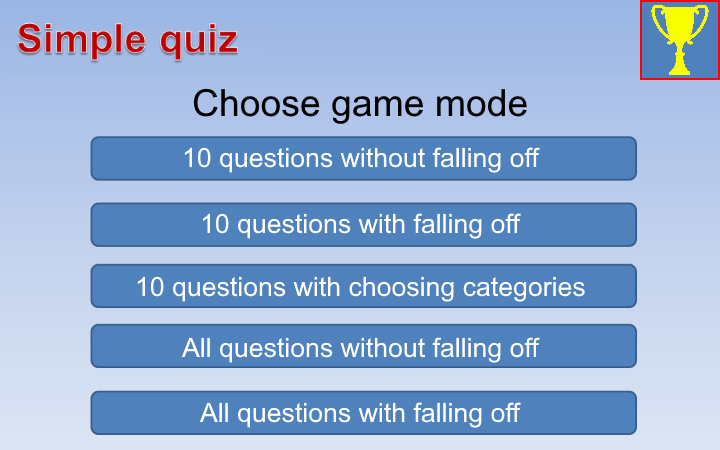 Simple quiz
Choose game mode
10 questions without falling off
10 questions with falling off
10 questions with choosing categories
All questions without falling off
All questions with falling off